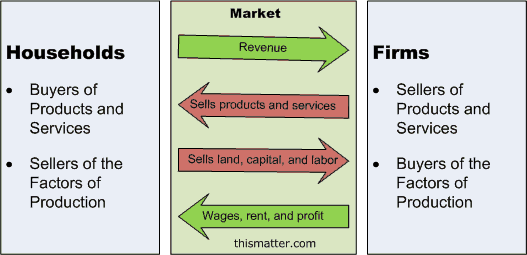 Households
• Buyers of
Products and
Services
• Sellers of the
Factors of
Production
Market
Revenue
Sells products and services
Sells land, capital, and labor
Wages, rent, and profit
thismatter.com
Firms
• Sellers of
Products and
Services
• Buyers of the
Factors of
Production